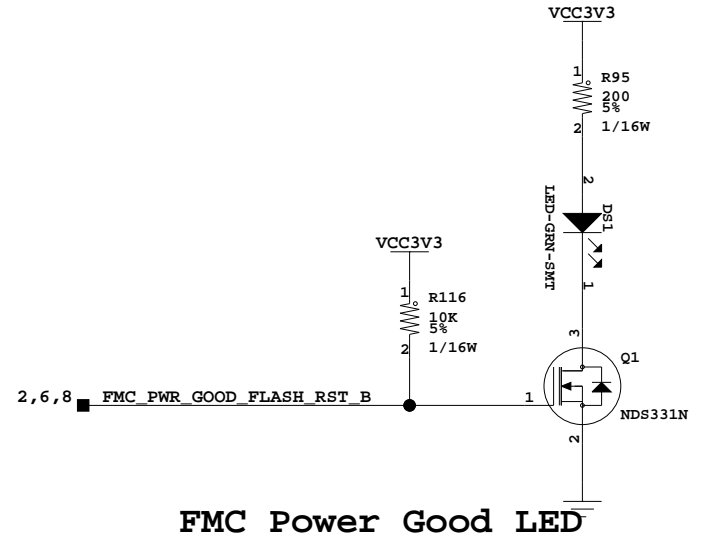 VCC3V3
1
R95
200
5%
2
1/16W
2
LED-GRN-SMT
DS1
1
VCC3V3
1
R116
10K
5%
2
1/16W
3
Q1
2,6,8
FMC_PWR_GOOD_FLASH_RST_B
1
NDS331N
2
FMC Power Good LED